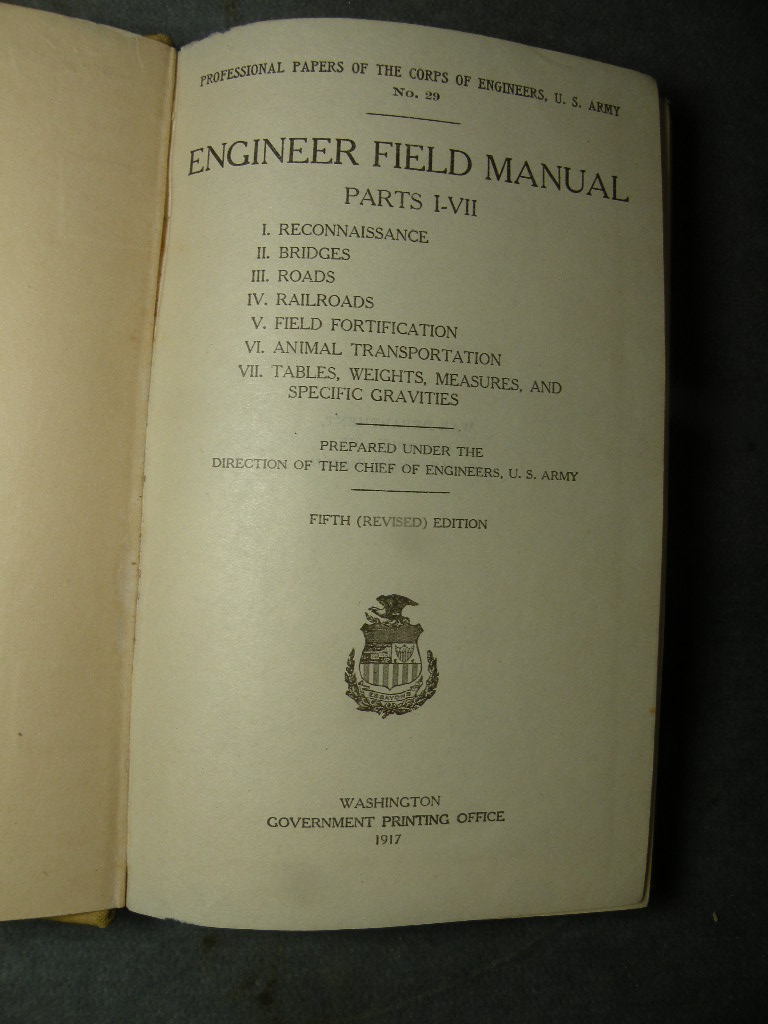 PROFESSIONAL PAPERS OF THE CORPS OF ENGINEERS, U. S. ARMY
No. 29
ENGINEER FIELD MANUAL
PARTS I-VII
I. RECONNAISSANCE
II. BRIDGES
III. ROADS
IV. RAILROADS
V. FIELD FORTIFICATION
VI. ANIMAL TRANSPORTATION
VII. TABLES, WEIGHTS, MEASURES, AND
SPECIFIC GRAVITIES
PREPARED UNDER THE
DIRECTION OF THE CHIEF OF ENGINEERS, U. S. ARMY
FIFTH (REVISED) EDITION
ESSAYONS
WASHINGTON
GOVERNMENT PRINTING OFFICE
1917